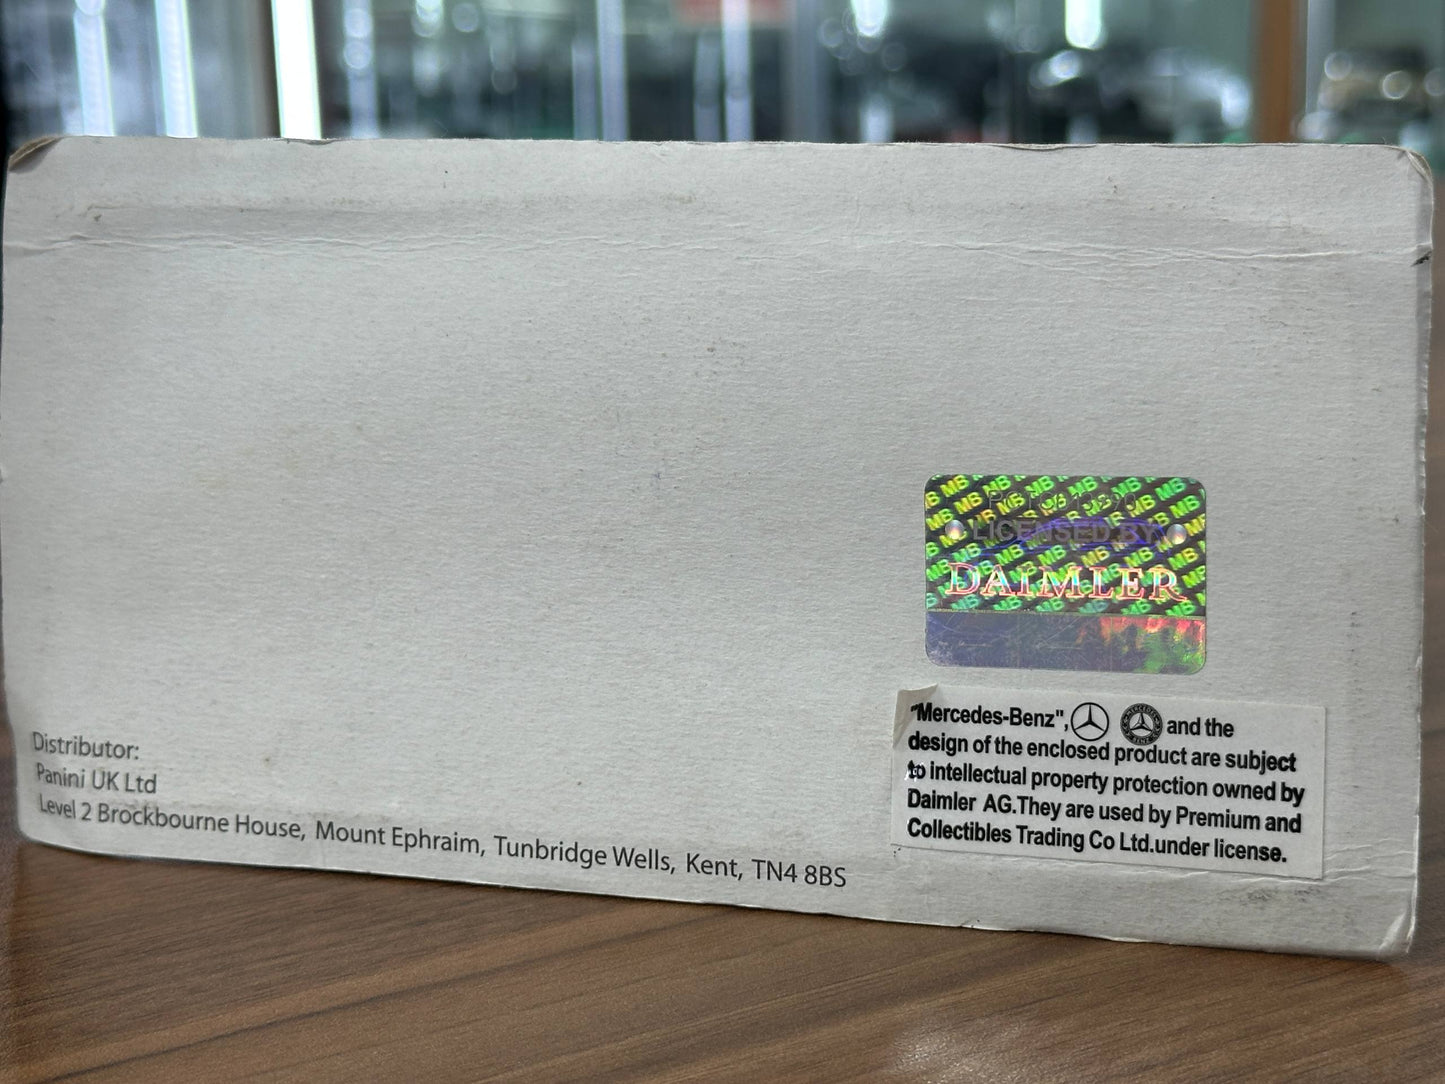 LICENSED BY
DAIMLER
"Mercedes-Benz", and the
design of the enclosed product are subject
to intellectual property protection owned by
Daimler AG.They are used by Premium and
Collectibles Trading Co Ltd.under license.
Distributor:
Panini UK Ltd
Level 2 Brockbourne House, Mount Ephraim, Tunbridge Wells, Kent, TN4 8BS